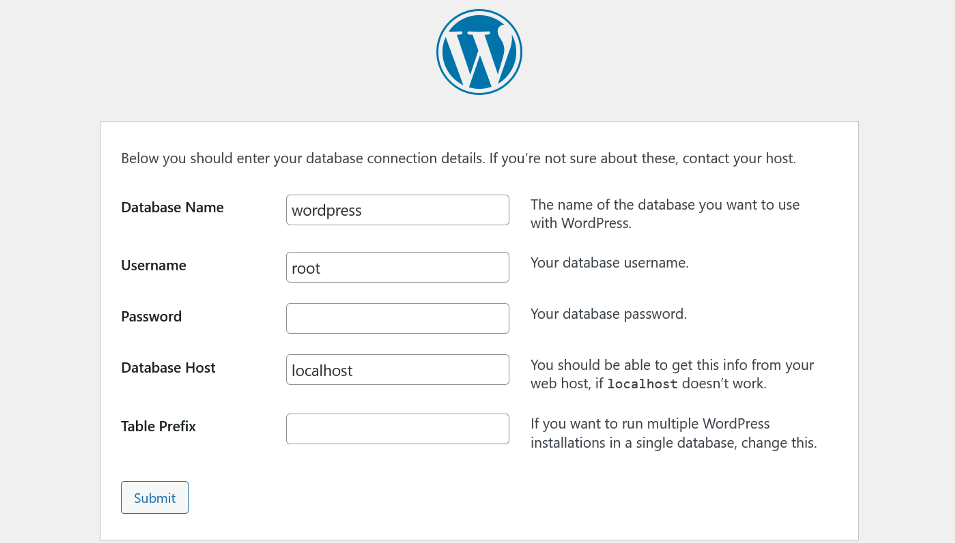 Below you should enter your database connection details. If you’re not sure about these, contact your host.
Database Name
wordpress
The name of the database you want to use
with WordPress.
Username
root
Your database username.
Password
Your database password.
Database Host
localhost
You should be able to get this info from your
web host, if localhost doesn’t work.
Table Prefix
If you want to run multiple WordPress
installations in a single database, change this.
Submit